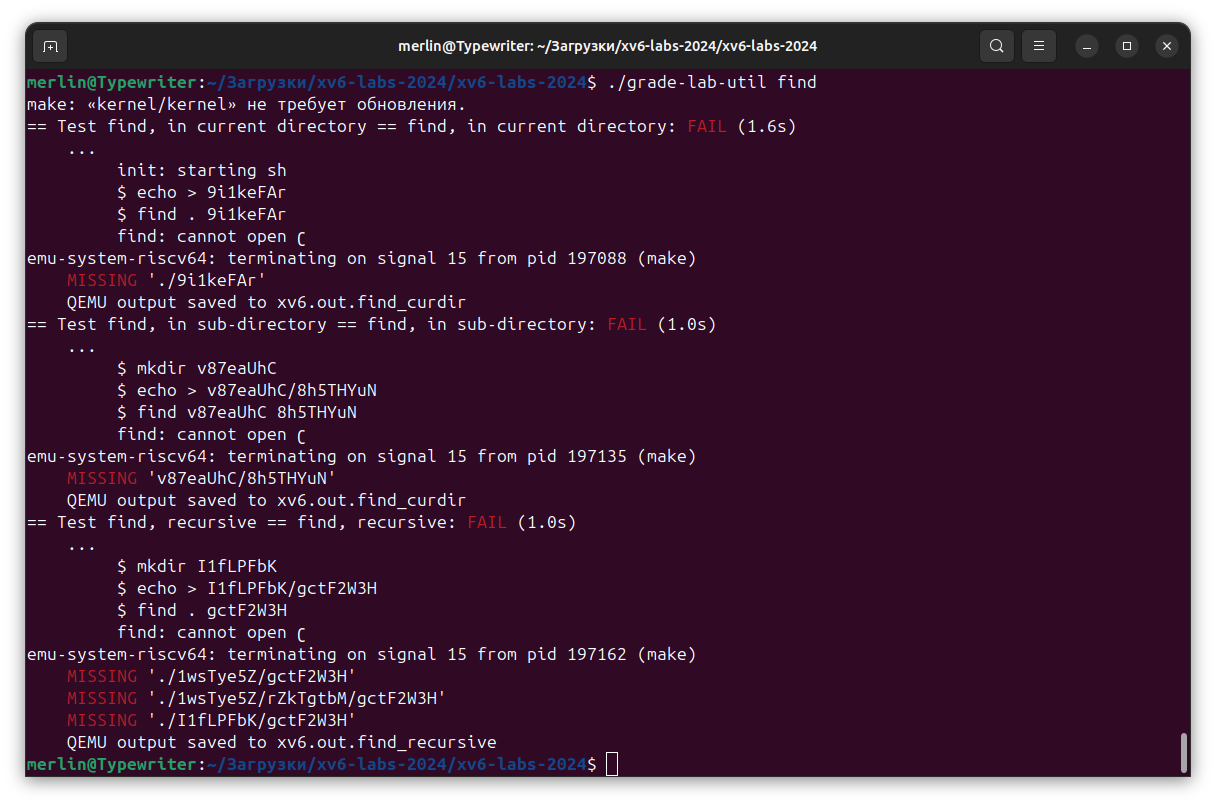 merlin@Typewriter: ~/Загрузки/xv6-labs-2024/xv6-labs-2024
merlin@Typewriter:~/Загрузки/xv6-labs-2024/xv6-labs-2024$ ./grade-lab-util find
make: «kernel/kernel» не требует обновления.
== Test find, in current directory == find, in current directory: FAIL (1.6s)
...
init: starting sh
$ echo > 9i1keFAr
$ find . 9i1keFAr
find: cannot open
emu-system-riscv64: terminating on signal 15 from pid 197088 (make)
MISSING './9i1keFAr'
QEMU output saved to xv6.out.find_curdir
== Test find, in sub-directory == find, in sub-directory: FAIL (1.0s)
...
$ mkdir v87eaUhC
$ echo > v87eaUhC/8h5THYuN
$ find v87eaUhC 8h5THYuN
find: cannot open
emu-system-riscv64: terminating on signal 15 from pid 197135 (make)
MISSING 'v87eaUhC/8h5THYuN'
QEMU output saved to xv6.out.find_curdir
== Test find, recursive == find, recursive: FAIL (1.0s)
...
$ mkdir I1fLPFbK
$ echo > I1fLPFbK/gctF2W3H
$ find . gctF2W3H
find: cannot open
emu-system-riscv64: terminating on signal 15 from pid 197162 (make)
MISSING './1wsTye5Z/gctF2W3H'
MISSING './1wsTye5Z/rZkTgtbM/gctF2W3H'
MISSING './I1fLPFbK/gctF2W3H'
QEMU output saved to xv6.out.find_recursive
merlin@Typewriter:~/Загрузки/xv6-labs-2024/xv6-labs-2024$